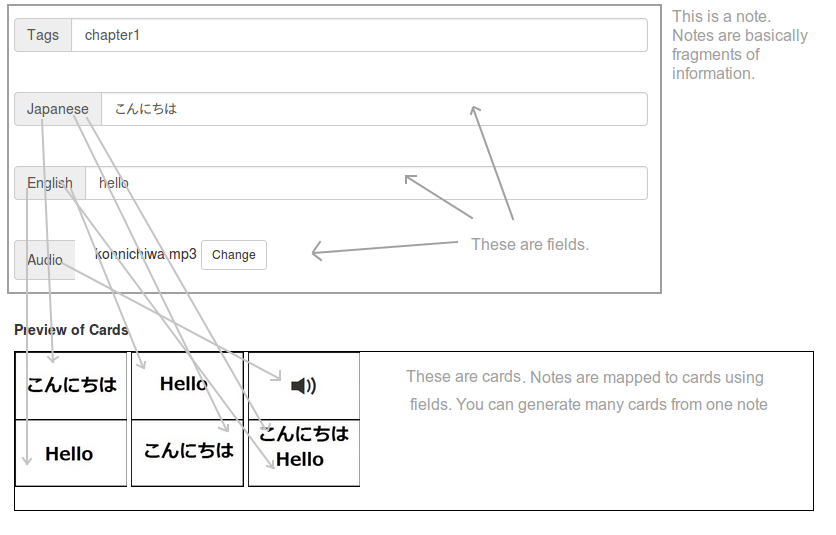 Tags chapter1
This is a note.
Notes are basically
fragments of
information.
Japanese こんにちは
English hello
These are fields.
Audio konnichiwa.mp3 Change
Preview of Cards
こんにちは Hello
These are cards. Notes are mapped to cards using
fields. You can generate many cards from one note
Hello こんにちは こんにちは
Hello